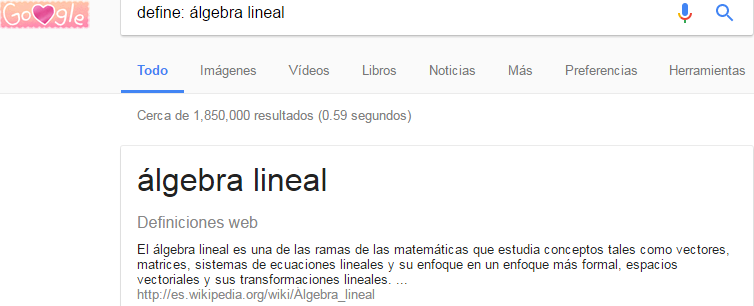 Google
define: álgebra lineal
Todo Imágenes Vídeos Libros Noticias Más Preferencias Herramientas
Cerca de 1,850,000 resultados (0.59 segundos)
álgebra lineal
Definiciones web
El álgebra lineal es una de las ramas de las matemáticas que estudia conceptos tales como vectores,
matrices, sistemas de ecuaciones lineales y su enfoque en un enfoque más formal, espacios
vectoriales y sus transformaciones lineales. ...
http://es.wikipedia.org/wiki/Álgebra_lineal